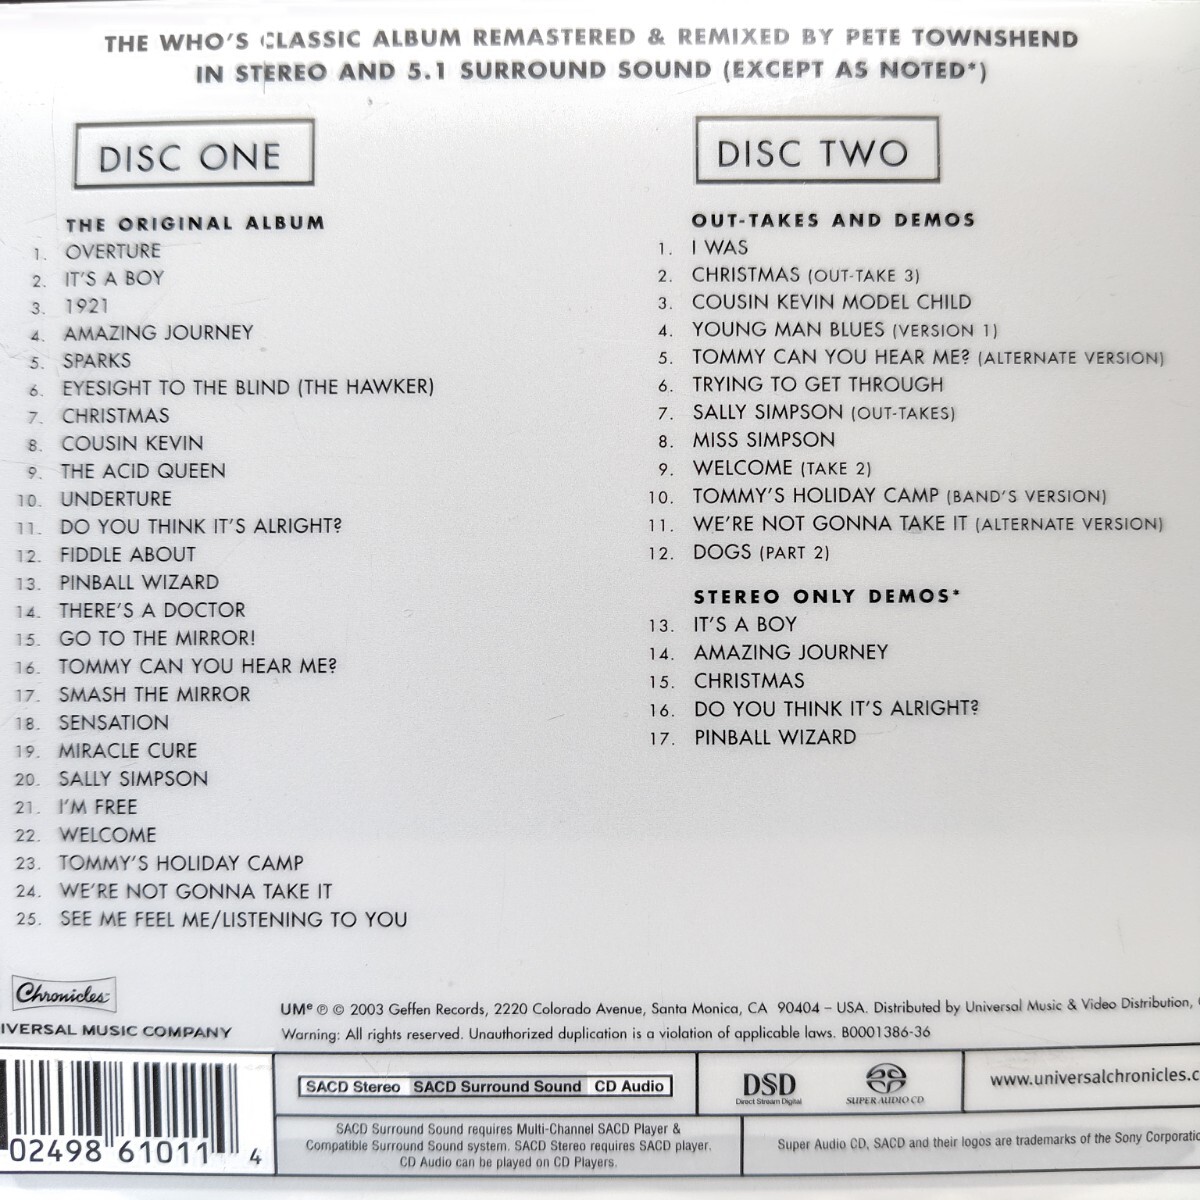 THE WHO'S CLASSIC ALBUM REMASTERED & REMIXED BY PETE TOWNSHEND
IN STEREO AND 5.1 SURROUND SOUND (EXCEPT AS NOTED*)
DISC ONE
THE ORIGINAL ALBUM
1. OVERTURE
2. IT'S A BOY
3. 1921
4. AMAZING JOURNEY
5. SPARKS
6. EYESIGHT TO THE BLIND (THE HAWKER)
7. CHRISTMAS
8. COUSIN KEVIN
9. THE ACID QUEEN
10. UNDERTURE
11. DO YOU THINK IT'S ALRIGHT?
12. FIDDLE ABOUT
13. PINBALL WIZARD
14. THERE'S A DOCTOR
15. GO TO THE MIRROR!
16. TOMMY CAN YOU HEAR ME?
17. SMASH THE MIRROR
18. SENSATION
19. MIRACLE CURE
20. SALLY SIMPSON
21. I'M FREE
22. WELCOME
23. TOMMY'S HOLIDAY CAMP
24. WE'RE NOT GONNA TAKE IT
25. SEE ME FEEL ME/LISTENING TO YOU
DISC TWO
OUT-TAKES AND DEMOS
1. I WAS
2. CHRISTMAS (OUT-TAKE 3)
3. COUSIN KEVIN MODEL CHILD
4. YOUNG MAN BLUES (VERSION 1)
5. TOMMY CAN YOU HEAR ME? (ALTERNATE VERSION)
6. TRYING TO GET THROUGH
7. SALLY SIMPSON (OUT-TAKES)
8. MISS SIMPSON
9. WELCOME (TAKE 2)
10. TOMMY'S HOLIDAY CAMP (BAND'S VERSION)
11. WE'RE NOT GONNA TAKE IT (ALTERNATE VERSION)
12. DOGS (PART 2)
STEREO ONLY DEMOS*
13. IT'S A BOY
14. AMAZING JOURNEY
15. CHRISTMAS
16. DO YOU THINK IT'S ALRIGHT?
17. PINBALL WIZARD
Chronicles
IVERSAL MUSIC COMPANY
UMe ℗ © 2003 Geffen Records, 2220 Colorado Avenue, Santa Monica, CA 90404 – USA. Distributed by Universal Music & Video Distribution,
Warning: All rights reserved. Unauthorized duplication is a violation of applicable laws. B0001386-36
02498 61011 4
SACD Stereo SACD Surround Sound CD Audio
DSD
Direct Stream Digital
SUPER AUDIO CD
www.universalchronicles.c
SACD Surround Sound requires Multi-Channel SACD Player &
Compatible Surround Sound system. SACD Stereo requires SACD player.
CD Audio can be played on CD Players.
Super Audio CD, SACD and their logos are trademarks of the Sony Corporatio